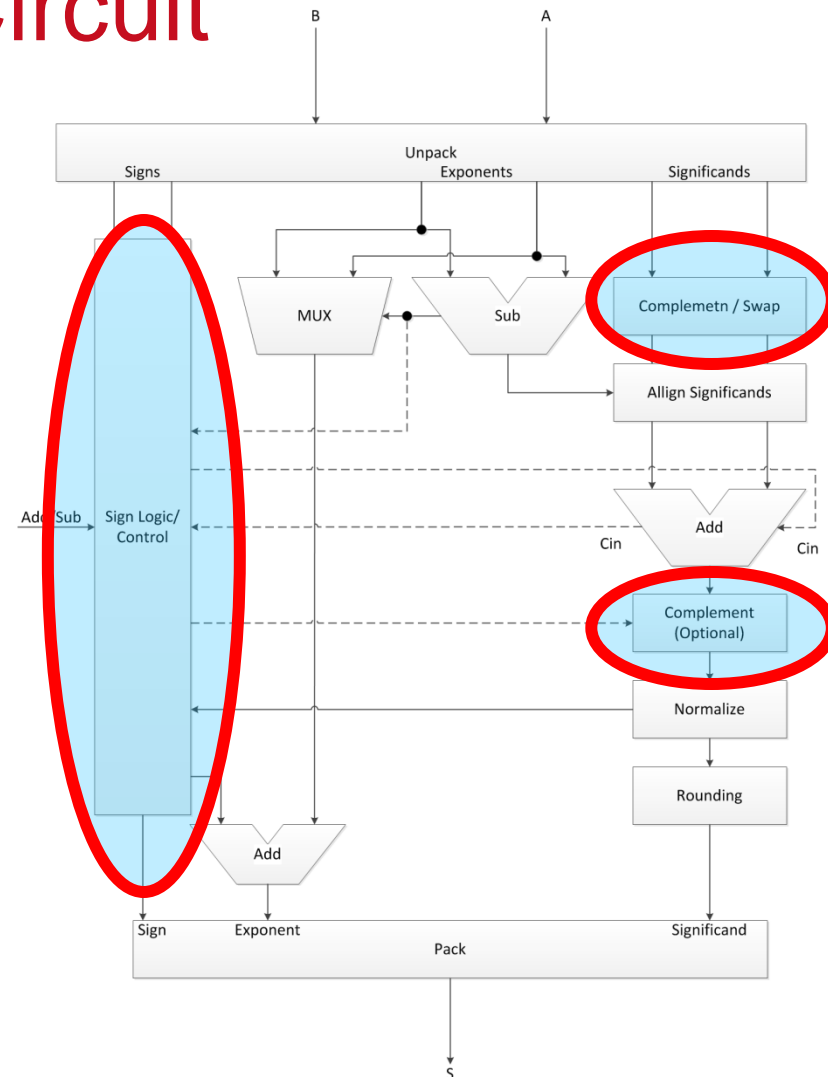 Circuit
B
A
Unpack
Signs
Exponents
Significands
MUX
Sub
Complemetn / Swap
Allign Significands
Add/Sub
Sign Logic/
Control
Add
Cin
Cin
Complement
(Optional)
Normalize
Rounding
Add
Sign
Exponent
Significand
Pack
S